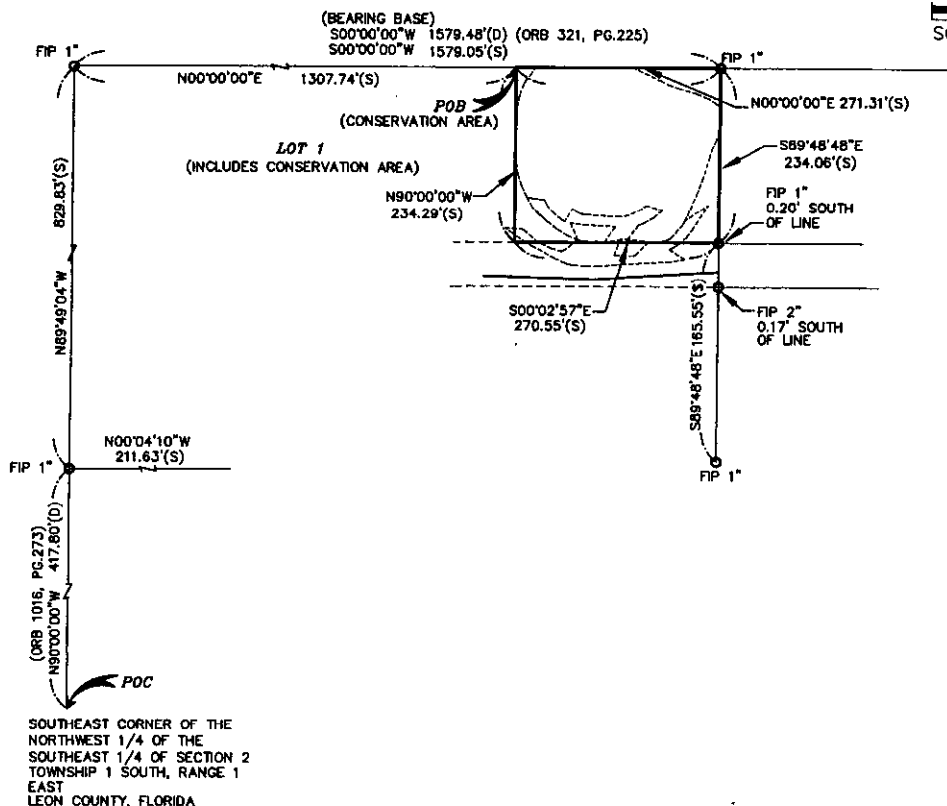 (BEARING BASE)
S00°00'00"W 1579.48'(D) (ORB 321, PG.225)
S00°00'00"W 1579.05'(S)
FIP 1"
N00°00'00"E 1307.74'(S)
FIP 1"
POB
(CONSERVATION AREA)
N00°00'00"E 271.31'(S)
LOT 1
(INCLUDES CONSERVATION AREA)
S89°48'48"E
234.06'(S)
N90°00'00"W
234.29'(S)
FIP 1"
0.20' SOUTH
OF LINE
829.83'(S)
N89°49'04"W
S00°02'57"E
270.55'(S)
FIP 2"
0.17' SOUTH
OF LINE
S89°48'48"E 165.55'(S)
N00°04'10"W
211.63'(S)
FIP 1"
FIP 1"
(ORB 1016, PG.273)
417.80'(D)
N90°00'00"W
POC
SOUTHEAST CORNER OF THE
NORTHWEST 1/4 OF THE
SOUTHEAST 1/4 OF SECTION 2
TOWNSHIP 1 SOUTH, RANGE 1
EAST
LEON COUNTY, FLORIDA